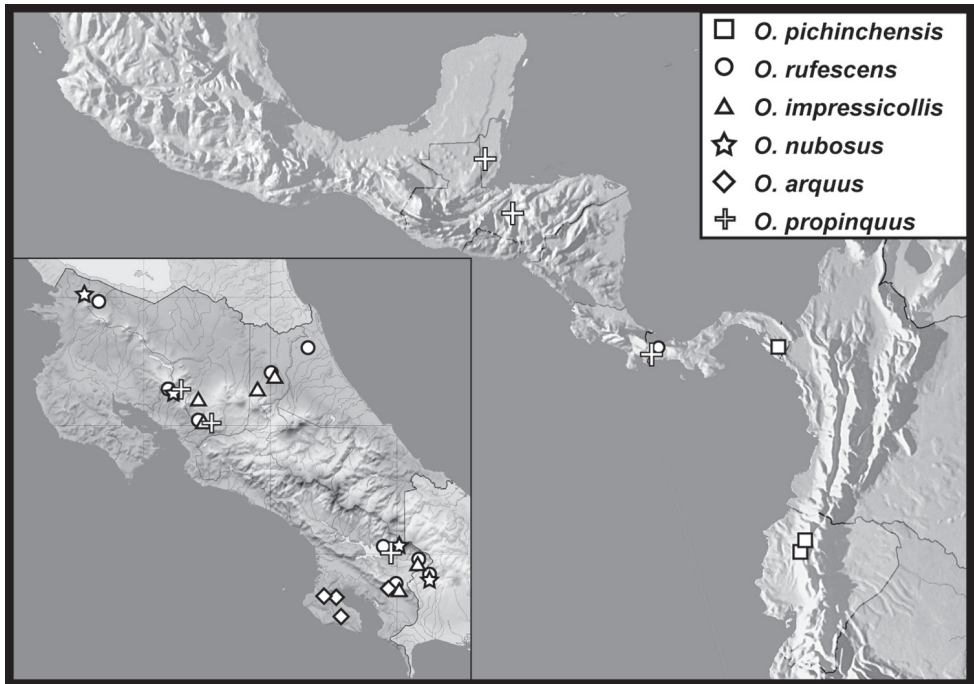 O. pichinchensis
O. rufescens
O. impressicollis
O. nubosus
O. arquus
O. propinquus